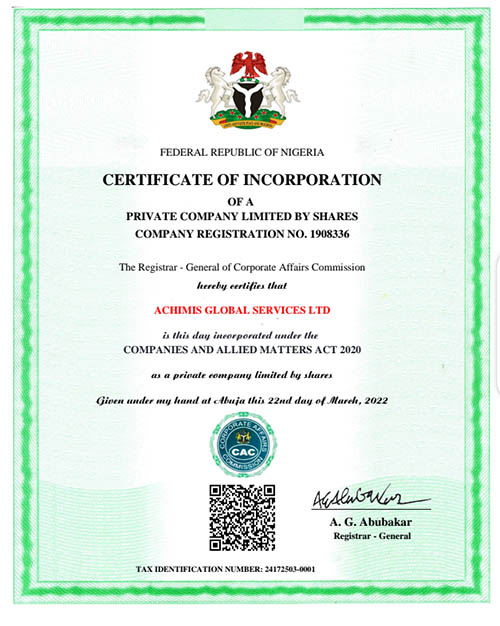 FEDERAL REPUBLIC OF NIGERIA
CERTIFICATE OF INCORPORATION
OF A
PRIVATE COMPANY LIMITED BY SHARES
COMPANY REGISTRATION NO. 1908336
The Registrar - General of Corporate Affairs Commission
hereby certifies that
ACHIMIS GLOBAL SERVICES LTD
is this day incorporated under the
COMPANIES AND ALLIED MATTERS ACT 2020
as a private company limited by shares
Given under my hand at Abuja this 22nd day of March, 2022
CORPORATE AFFAIRS
CAC
COMMISSION
A. G. Abubakar
Registrar - General
TAX IDENTIFICATION NUMBER: 24172503-0001